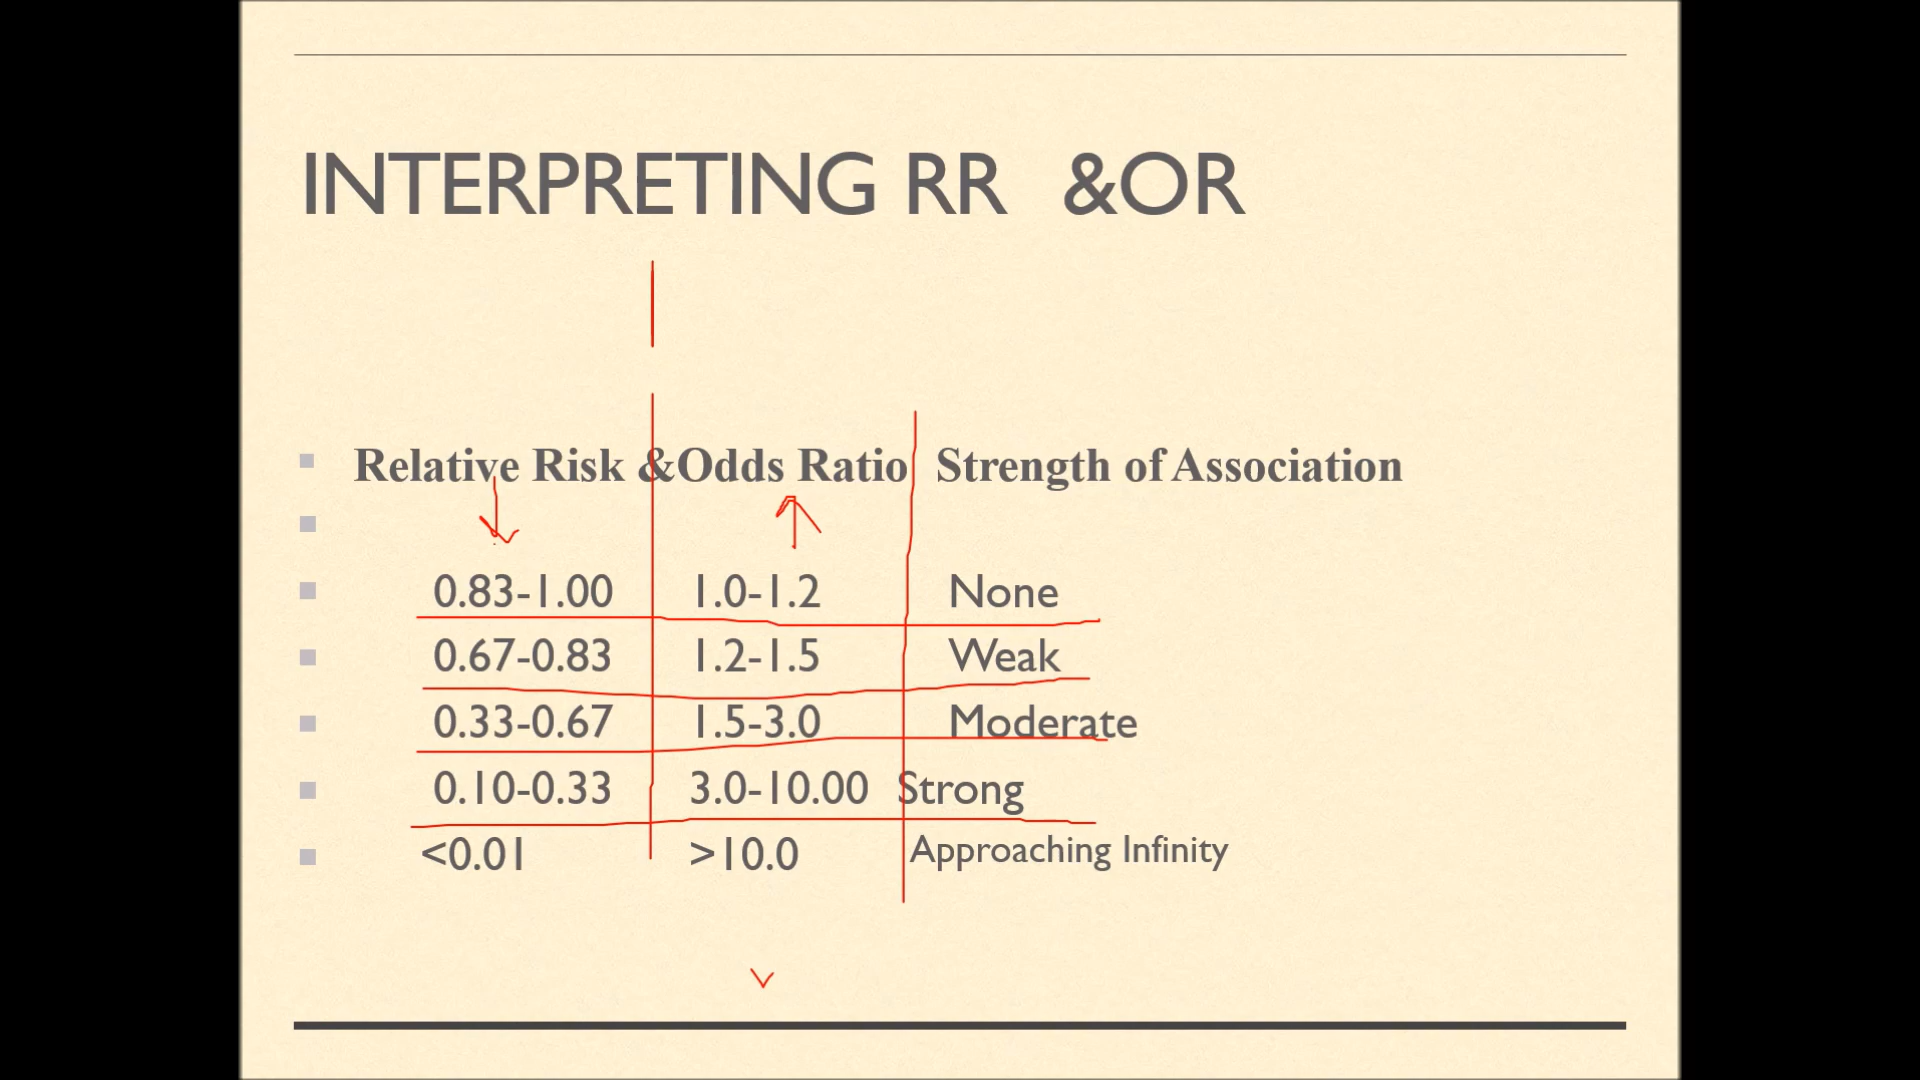 INTERPRETING RR &OR
Relative Risk &Odds Ratio Strength of Association
0.83-1.00 1.0-1.2 None
0.67-0.83 1.2-1.5 Weak
0.33-0.67 1.5-3.0 Moderate
0.10-0.33 3.0-10.00 Strong
<0.01 >10.0 Approaching Infinity